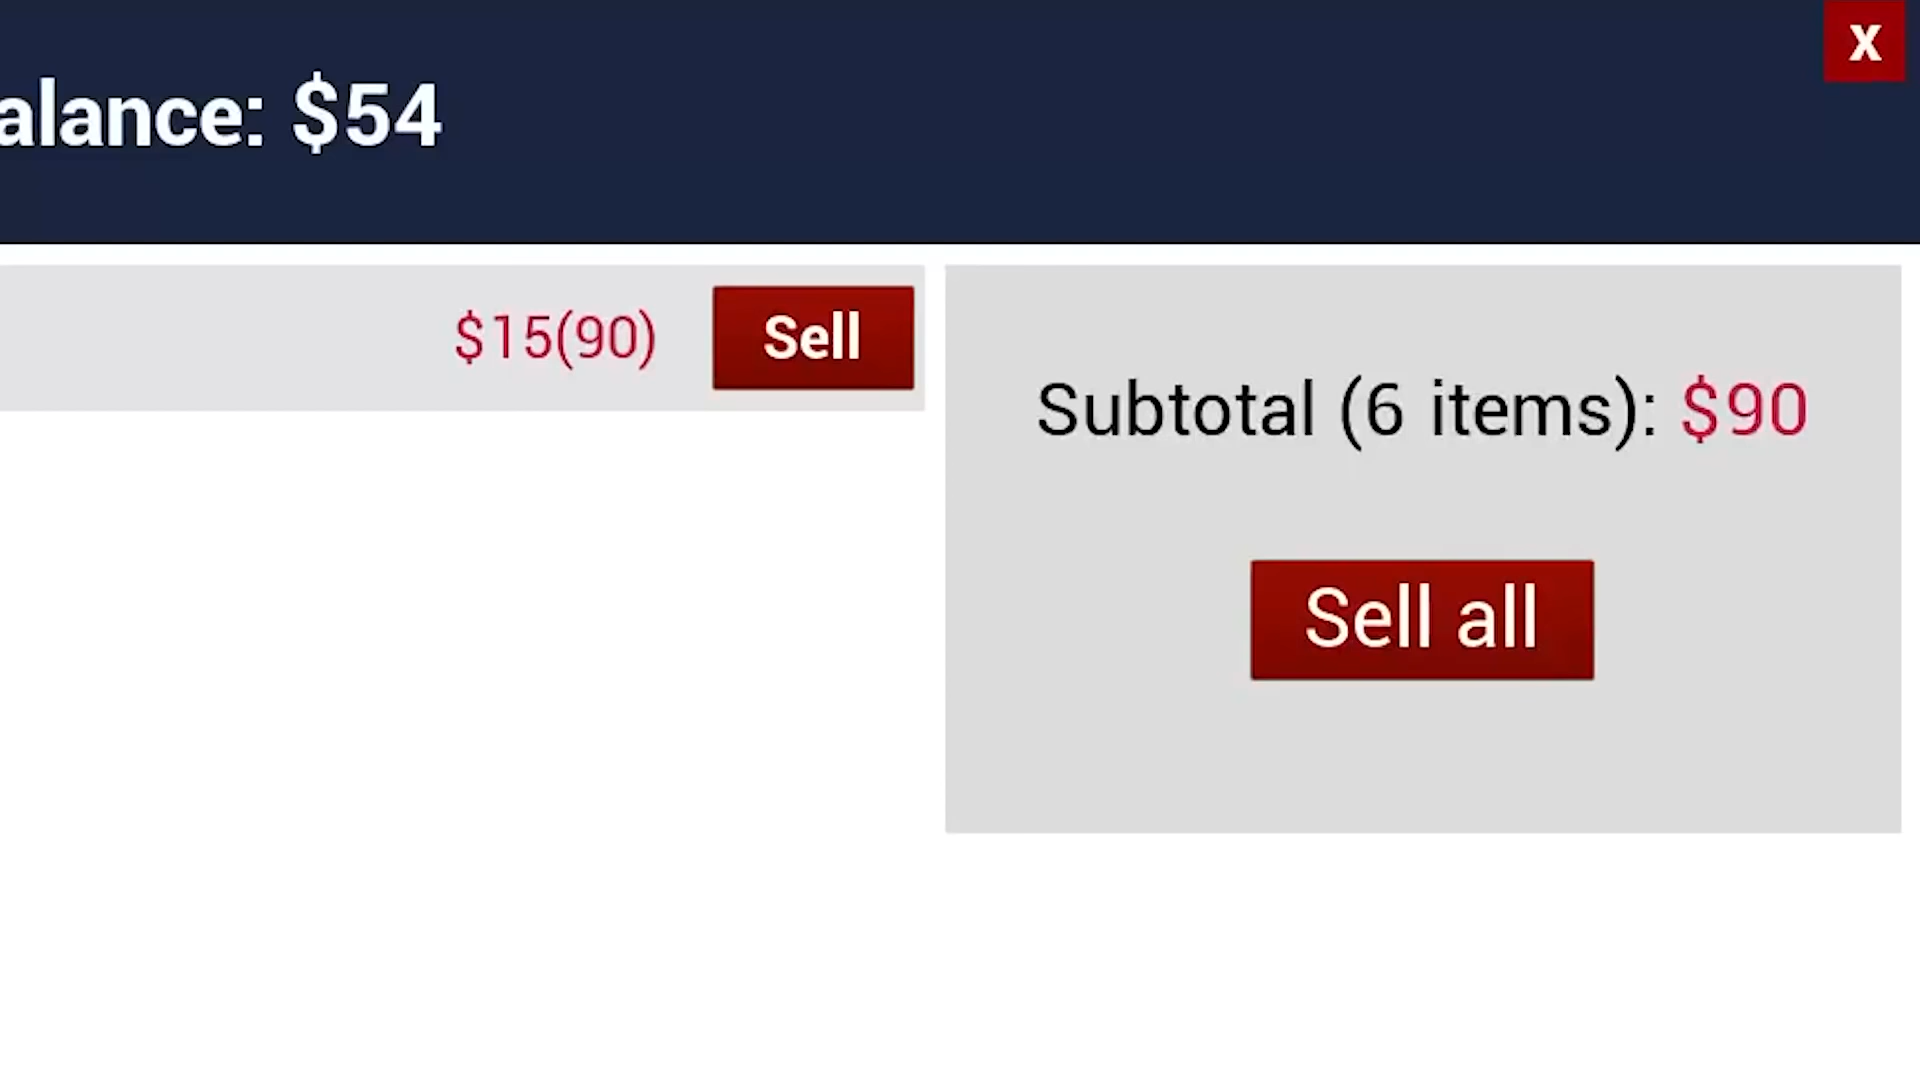 X
alance: $54
$15(90)
Sell
Subtotal (6 items): $90
Sell all